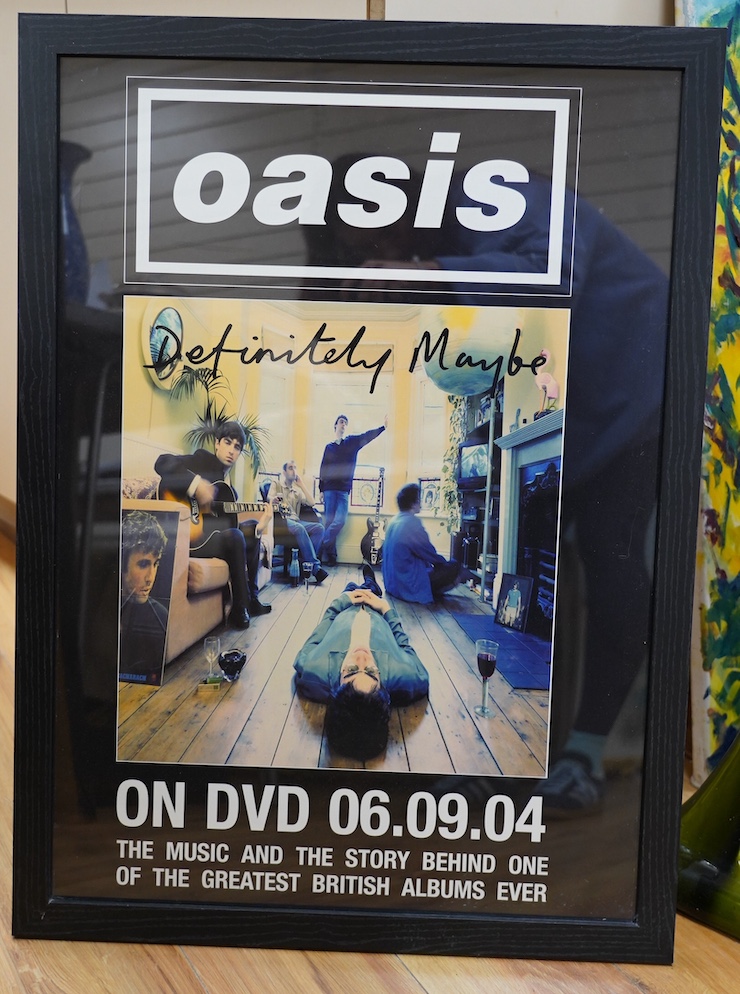 oasis
Definitely Maybe
BACHARACH
ON DVD 06.09.04
THE MUSIC AND THE STORY BEHIND ONE
OF THE GREATEST BRITISH ALBUMS EVER